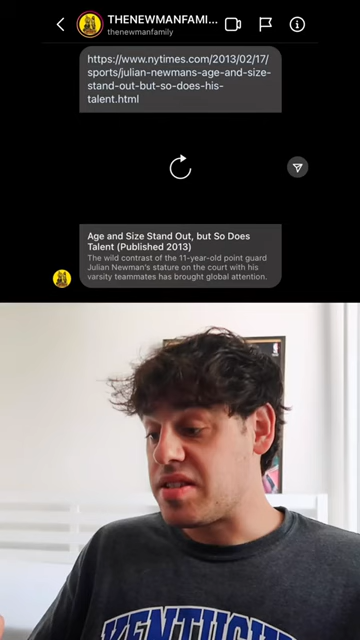 THENEWMANFAMI...
thenewmanfamily
https://www.nytimes.com/2013/02/17/
sports/julian-newmans-age-and-size-
stand-out-but-so-does-his-
talent.html
Age and Size Stand Out, but So Does
Talent (Published 2013)
The wild contrast of the 11-year-old point guard
Julian Newman's stature on the court with his
varsity teammates has brought global attention.
KENTUCKY